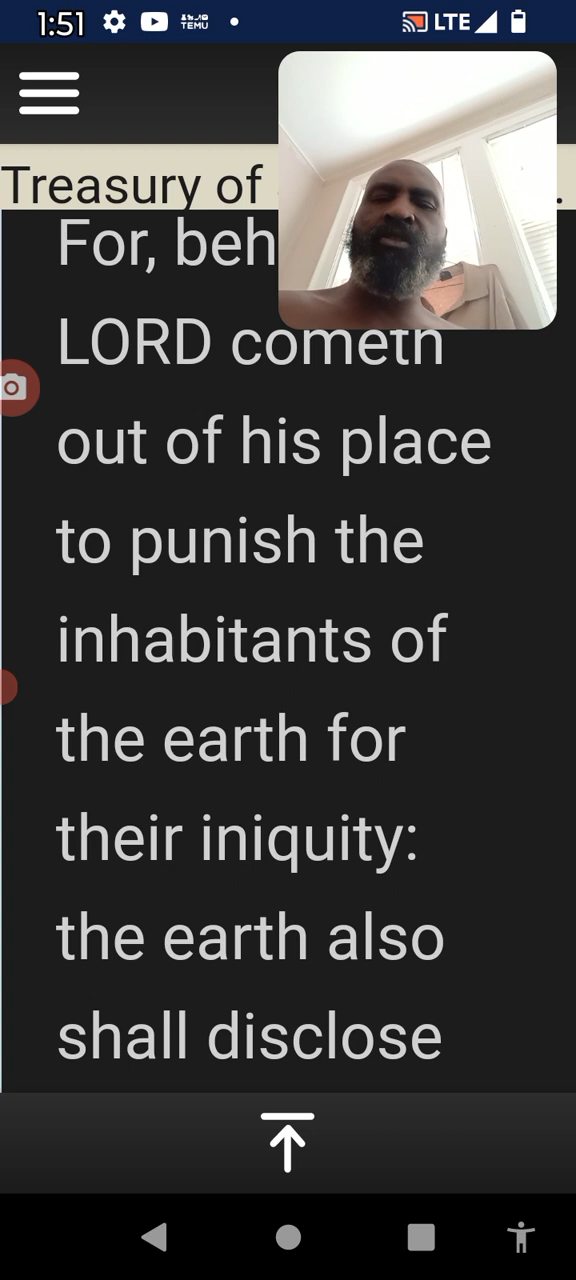 1:51
TEMU
LTE
Treasury of
.
For, beh
LORD cometh
out of his place
to punish the
inhabitants of
the earth for
their iniquity:
the earth also
shall disclose